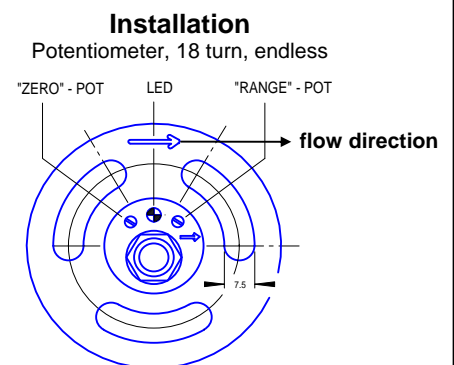 Installation
Potentiometer, 18 turn, endless
"ZERO" - POT LED "RANGE" - POT
flow direction
7.5